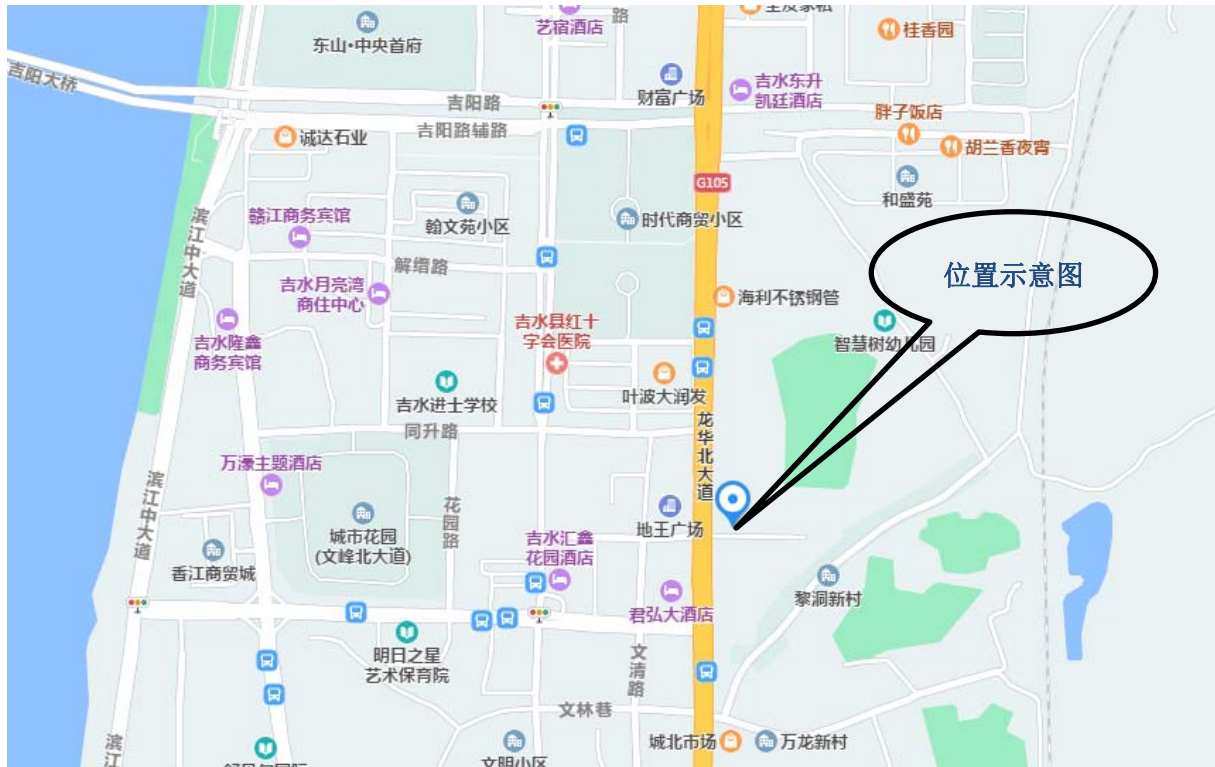 艺宿酒店
路
全友家私
桂香园
东山·中央首府
吉阳大桥
财富广场
吉水东升
凯廷酒店
吉阳路
吉阳路辅路
诚达石业
胖子饭店
胡兰香夜宵
G105
和盛苑
滨江中大道
赣江商务宾馆
翰文苑小区
时代商贸小区
解缙路
位置示意图
吉水月亮湾
商住中心
海利不锈钢管
吉水隆鑫
商务宾馆
吉水县红十
字会医院
智慧树幼儿园
吉水进士学校
叶波大润发
同升路
龙华北大道
万濠主题酒店
滨江中大道
花园路
城市花园
(文峰北大道)
地王广场
吉水汇鑫
花园酒店
香江商贸城
黎洞新村
君弘大酒店
明日之星
艺术保育院
文清路
文林巷
滨江
城北市场
万龙新村
文明小区